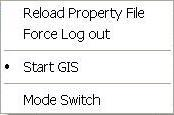 Reload Property File
Force Log out
Start GIS
Mode Switch